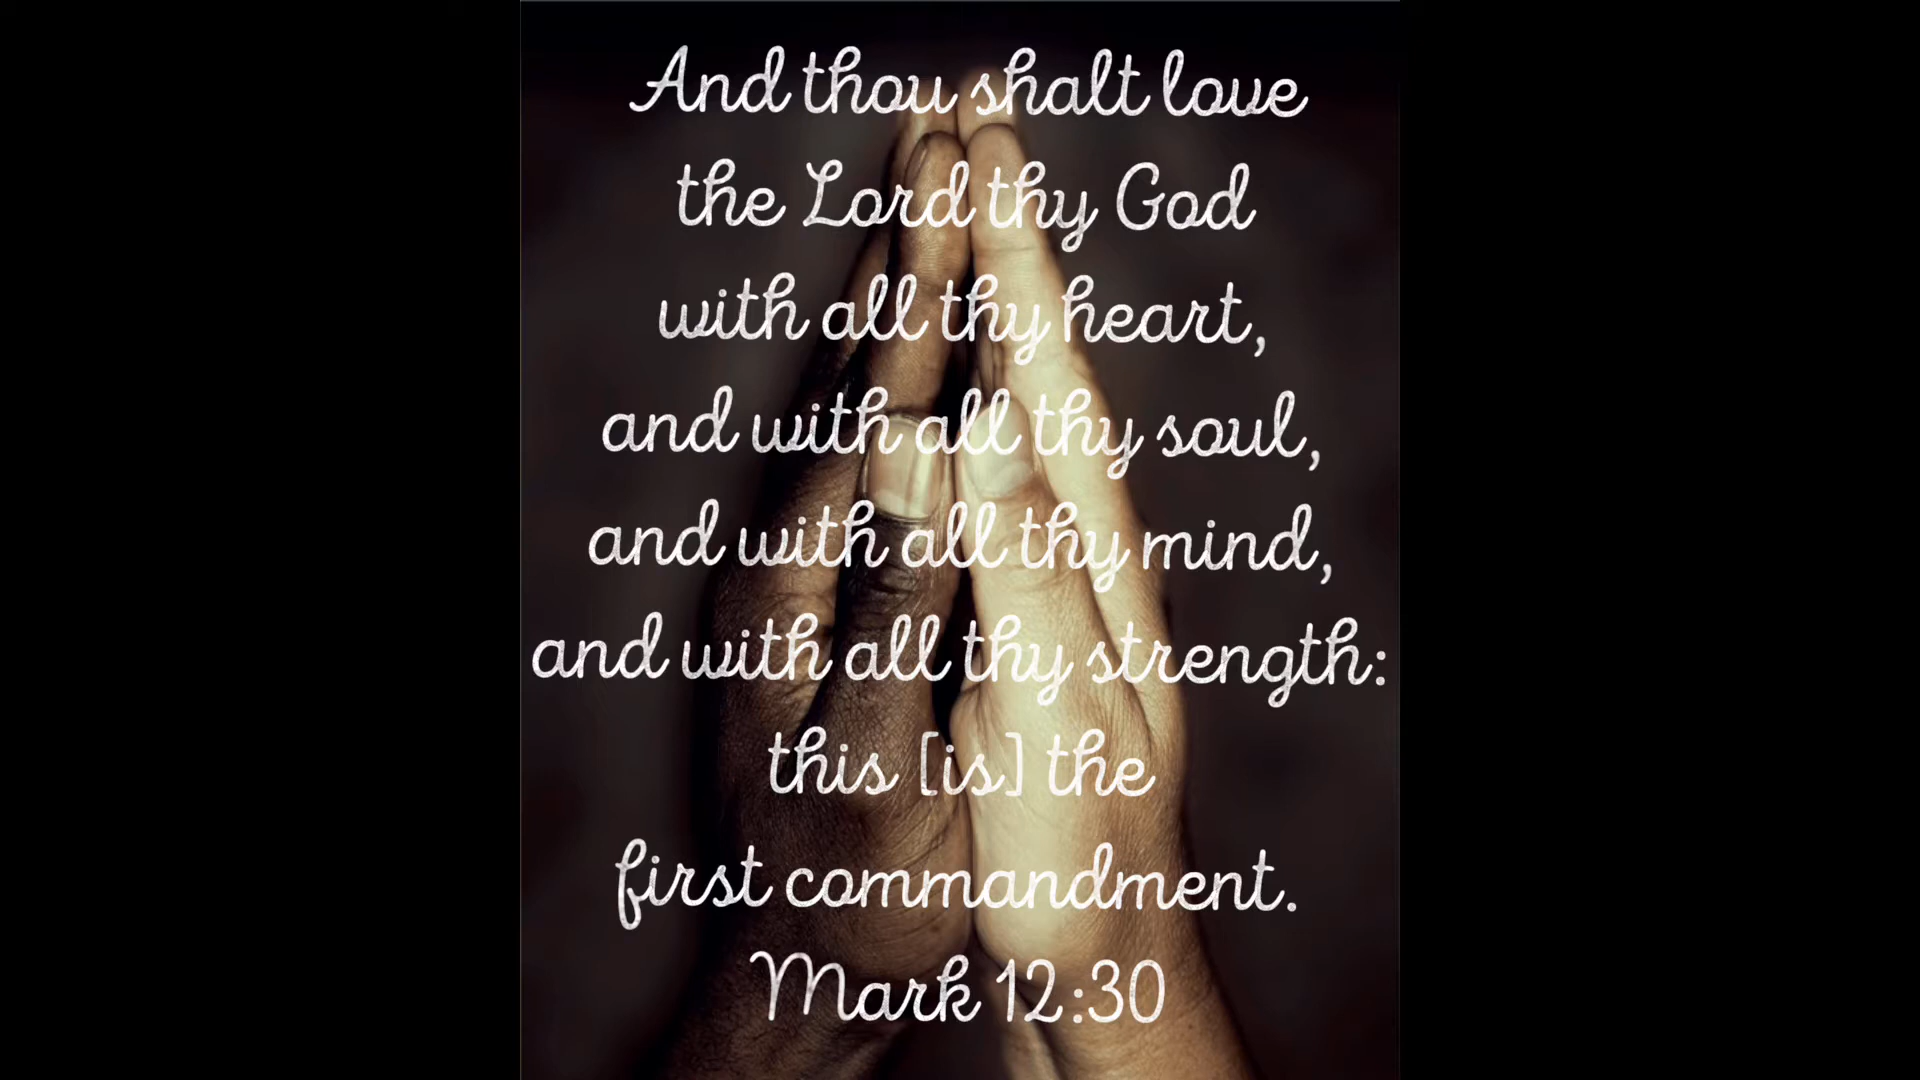 And thou shalt love
the Lord thy God
with all thy heart,
and with all thy soul,
and with all thy mind,
and with all thy strength:
this [is] the
first commandment.
Mark 12:30